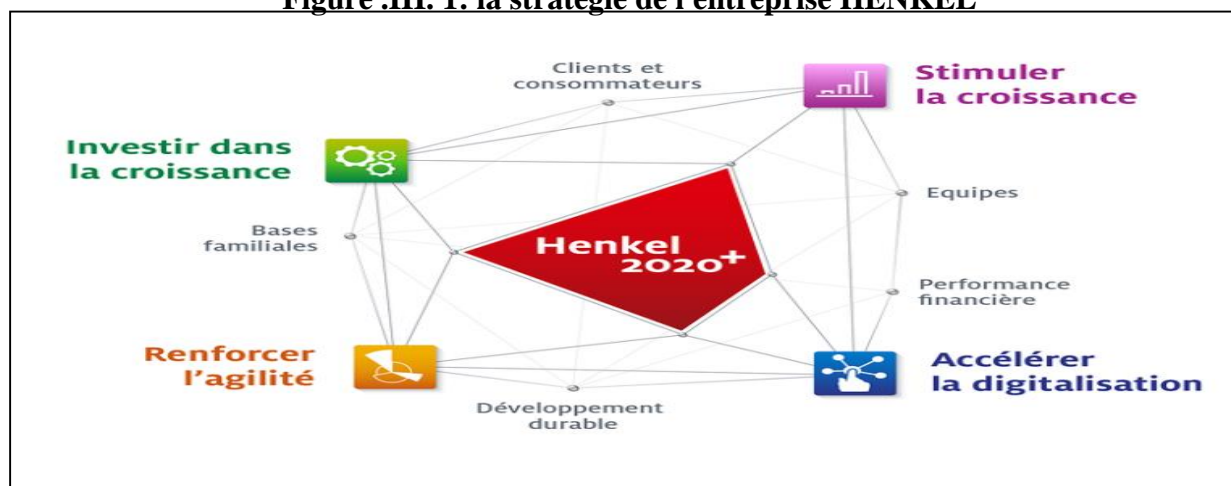 Figure .III. 1: la stratégie de l'entreprise HENKEL
Clients et
consommateurs
Stimuler
la croissance
Investir dans
la croissance
Equipes
Bases
familiales
Henkel
2020+
Performance
financière
Renforcer
l'agilité
Accélérer
la digitalisation
Développement
durable